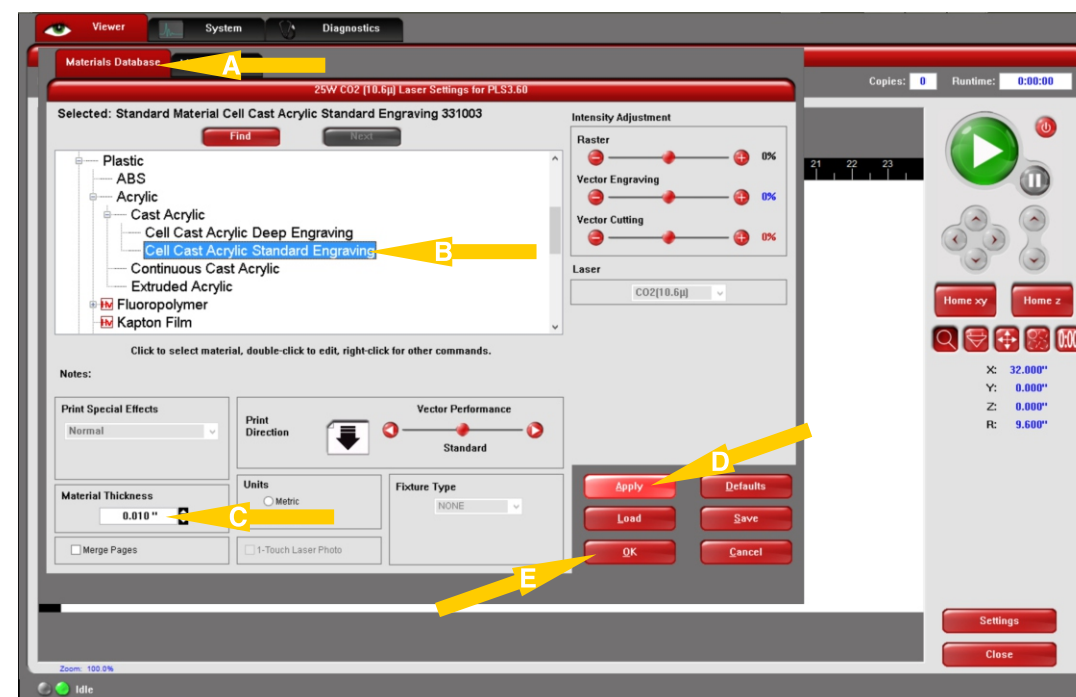 Viewer
System
Diagnostics
Materials Database
A
25W CO2 (10.6µ) Laser Settings for PLS3.60
Copies: 0 Runtime: 0:00:00
Selected: Standard Material Cell Cast Acrylic Standard Engraving 331003
Find
Next
Plastic
ABS
Acrylic
Cast Acrylic
Cell Cast Acrylic Deep Engraving
Cell Cast Acrylic Standard Engraving
B
Continuous Cast Acrylic
Extruded Acrylic
Fluoropolymer
Kapton Film
Click to select material, double-click to edit, right-click for other commands.
Notes:
Intensity Adjustment
Raster
0%
Vector Engraving
0%
Vector Cutting
0%
Laser
CO2(10.6µ)
21 22 23
Print Special Effects
Normal
Print
Direction
Vector Performance
Standard
Material Thickness
0.010 "
C
Units
Metric
Fixture Type
NONE
Merge Pages
1-Touch Laser Photo
D
Apply
Defaults
Load
Save
OK
Cancel
E
Home xy
Home z
0:00
X: 32.000"
Y: 0.000"
Z: 0.000"
R: 9.600"
Settings
Close
Zoom: 100.0%
Idle